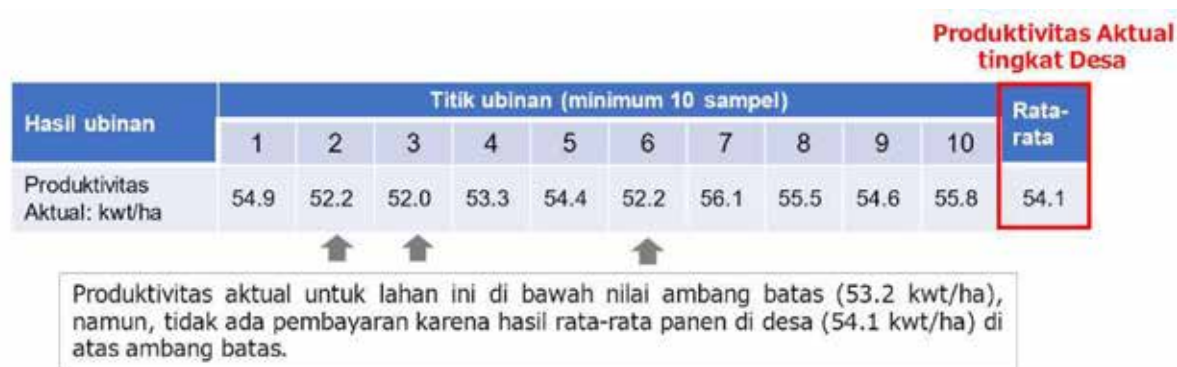 Produktivitas Aktual
tingkat Desa
Hasil ubinan
Titik ubinan (minimum 10 sampel)
Rata-
rata
1 2 3 4 5 6 7 8 9 10
Produktivitas
Aktual: kwt/ha
54.9 52.2 52.0 53.3 54.4 52.2 56.1 55.5 54.6 55.8 54.1
Produktivitas aktual untuk lahan ini di bawah nilai ambang batas (53.2 kwt/ha),
namun, tidak ada pembayaran karena hasil rata-rata panen di desa (54.1 kwt/ha) di
atas ambang batas.